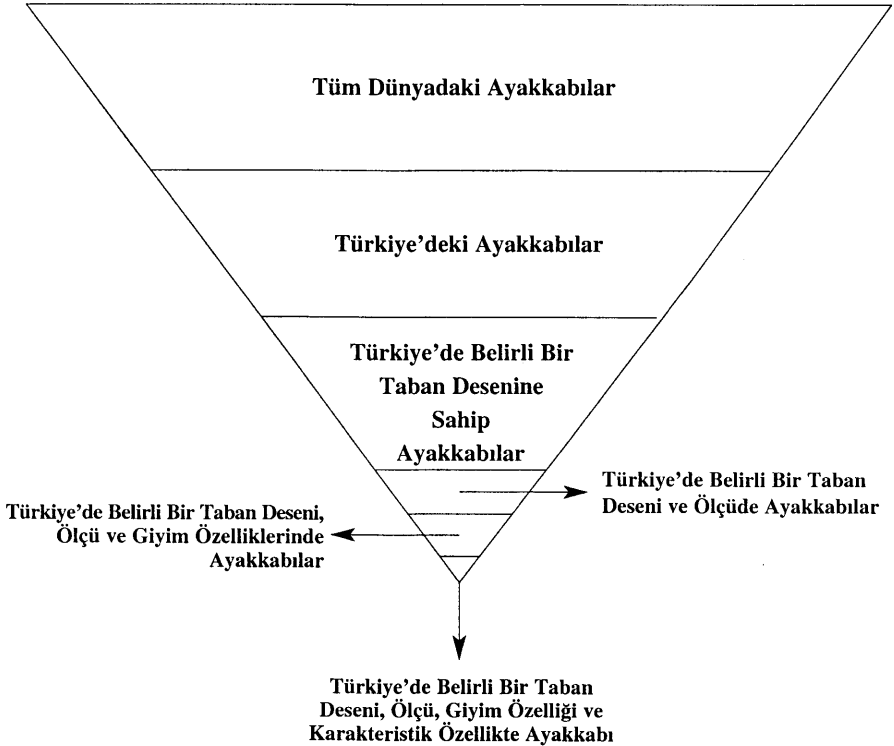 Tüm Dünyadaki Ayakkabılar
Türkiye'deki Ayakkabılar
Türkiye'de Belirli Bir
Taban Desenine
Sahip
Ayakkabılar
Türkiye'de Belirli Bir Taban
Deseni ve Ölçüde Ayakkabılar
Türkiye'de Belirli Bir Taban Deseni,
Ölçü ve Giyim Özelliklerinde
Ayakkabılar
Türkiye'de Belirli Bir Taban
Deseni, Ölçü, Giyim Özelliği ve
Karakteristik Özellikte Ayakkabı